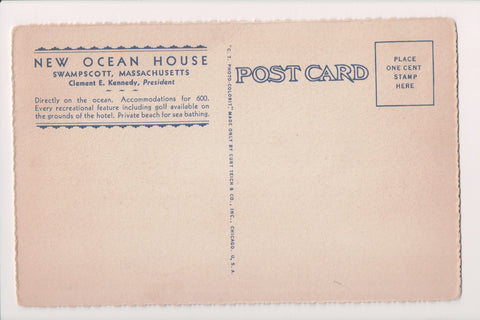 NEW OCEAN HOUSE
SWAMPSCOTT, MASSACHUSETTS
Clement E. Kennedy, President
Directly on the ocean. Accommodations for 600.
Every recreational feature including golf available on
the grounds of the hotel. Private beach for sea bathing.
"C. T. PHOTO-COLORIT" MADE ONLY BY CURT TEICH & CO., INC., CHICAGO, U. S. A.
POST CARD
PLACE
ONE CENT
STAMP
HERE